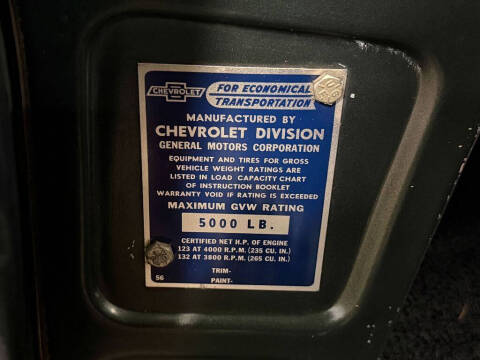 CHEVROLET
FOR ECONOMICAL
TRANSPORTATION
MANUFACTURED BY
CHEVROLET DIVISION
GENERAL MOTORS CORPORATION
EQUIPMENT AND TIRES FOR GROSS
VEHICLE WEIGHT RATINGS ARE
LISTED IN LOAD CAPACITY CHART
OF INSTRUCTION BOOKLET
WARRANTY VOID IF RATING IS EXCEEDED
MAXIMUM GVW RATING
5000 LB.
CERTIFIED NET H.P. OF ENGINE
123 AT 4000 R.P.M. (235 CU. IN.)
132 AT 3800 R.P.M. (265 CU. IN.)
TRIM-
56 PAINT-